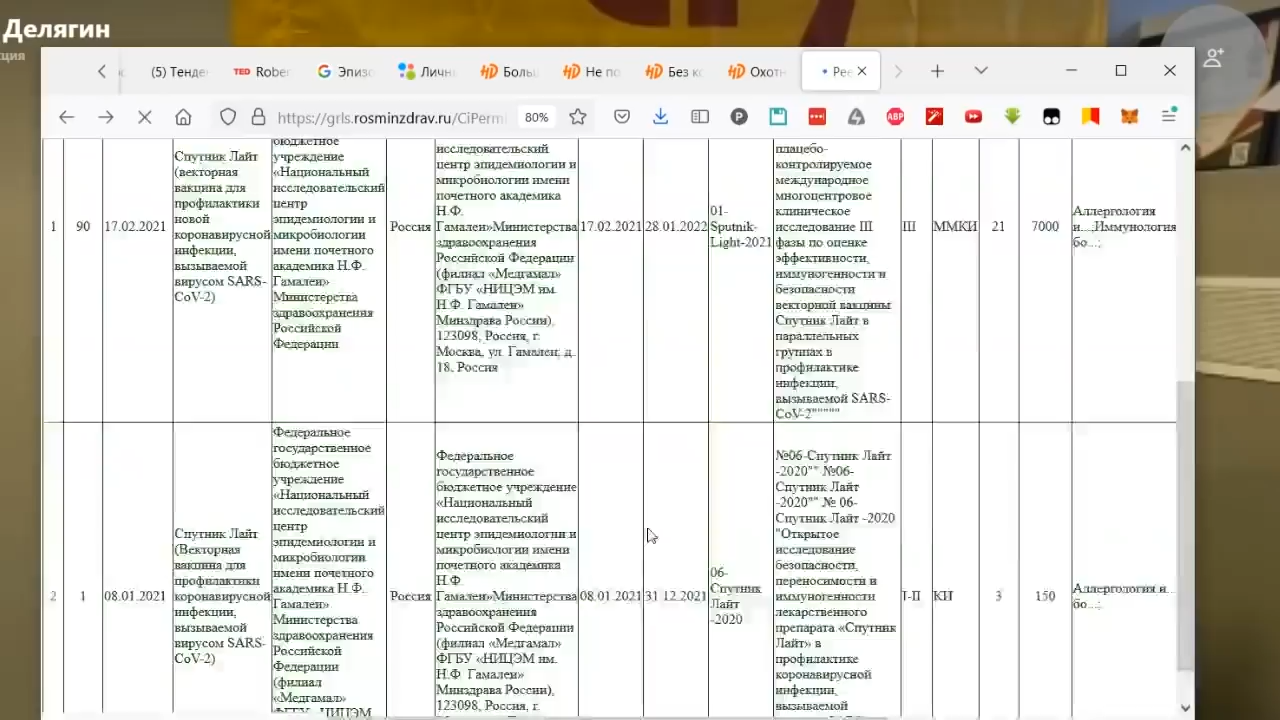 Делягин
кция
(5) Тенде
TED Rober
Эпизо
Личн
Больш
Не по
Без ко
Охотн
Рее
https://grls.rosminzdrav.ru/CiPermi
80%
ABP
1
90
17.02.2021
Спутник Лайт
(векторная
вакцина для
профилактики
новой
коронавирусной
инфекции,
вызываемой
вирусом SARS-
CoV-2)
бюджетное
учреждение
«Национальный
исследовательский
центр
эпидемиологии и
микробиологии
имени почетного
академика Н.Ф.
Гамалеи»
Министерства
здравоохранения
Российской
Федерации
Россия
исследовательский
центр эпидемиологии и
микробиологии имени
почетного академика
Н.Ф.
Гамалеи»Министерства
здравоохранения
Российской Федерации
(филиал «Медгамал»
ФГБУ «НИЦЭМ им.
Н.Ф. Гамалеи»
Минздрава России),
123098, Россия, г.
Москва, ул. Гамалеи, д.
18, Россия
17.02.2021
28.01.2022
01-
Sputnik-
Light-2021
плацебо-
контролируемое
международное
многоцентровое
клиническое
исследование III
фазы по оценке
эффективности,
иммуногенности и
безопасности
векторной вакцины
Спутник Лайт в
параллельных
группах в
профилактике
инфекции,
вызываемой SARS-
CoV-2"""""
III
ММКИ
21
7000
Аллергология
и...;Иммунология
бо...;
2
1
08.01.2021
Спутник Лайт
(Векторная
вакцина для
профилактики
коронавирусной
инфекции,
вызываемой
вирусом SARS-
CoV-2)
Федеральное
государственное
бюджетное
учреждение
«Национальный
исследовательский
центр
эпидемиологии и
микробиологии
имени почетного
академика Н.Ф.
Гамалеи»
Министерства
здравоохранения
Российской
Федерации
(филиал
«Медгамал»
ФГБУ «НИЦЭМ
Россия
Федеральное
государственное
бюджетное учреждение
«Национальный
исследовательский
центр эпидемиологии и
микробиологии имени
почетного академика
Н.Ф.
Гамалеи»Министерства
здравоохранения
Российской Федерации
(филиал «Медгамал»
ФГБУ «НИЦЭМ им.
Н.Ф. Гамалеи»
Минздрава России),
123098, Россия, г.
08.01.2021
31.12.2021
06-
Спутник
Лайт
-2020
№06-Спутник Лайт
-2020"" №06-
Спутник Лайт
-2020"" № 06-
Спутник Лайт -2020
"Открытое
исследование
безопасности,
переносимости и
иммуногенности
лекарственного
препарата «Спутник
Лайт» в
профилактике
коронавирусной
инфекции,
вызываемой
I-II
КИ
3
150
Аллергология и...
бо...;